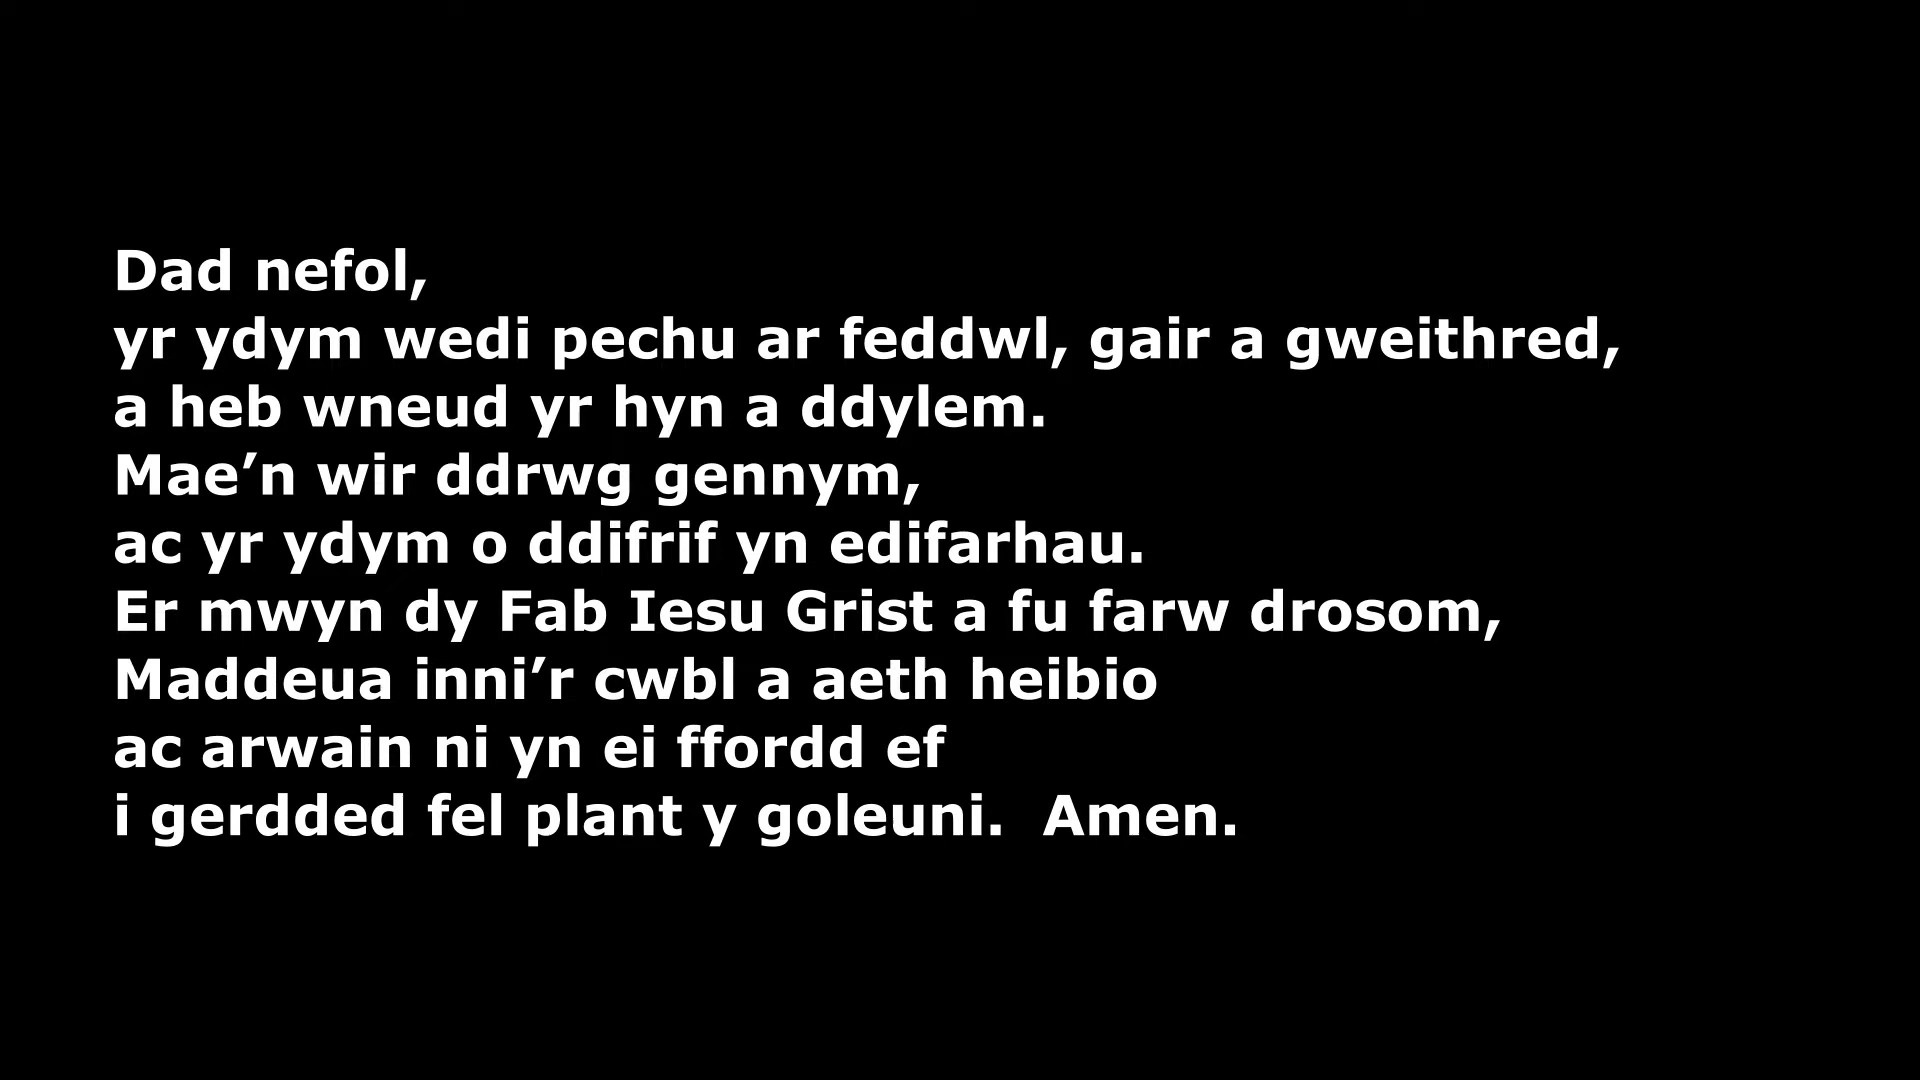 Dad nefol,
yr ydym wedi pechu ar feddwl, gair a gweithred,
a heb wneud yr hyn a ddylem.
Mae’n wir ddrwg gennym,
ac yr ydym o ddifrif yn edifarhau.
Er mwyn dy Fab Iesu Grist a fu farw drosom,
Maddeua inni’r cwbl a aeth heibio
ac arwain ni yn ei ffordd ef
i gerdded fel plant y goleuni.  Amen.